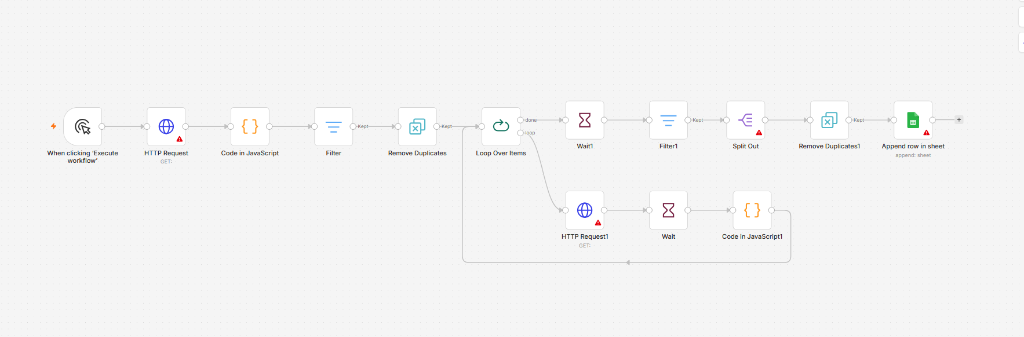 done
Kept
Kept
Kept
Kept
loop
When clicking 'Execute
workflow'
HTTP Request
GET:
Code in JavaScript
Filter
Remove Duplicates
Loop Over Items
Wait1
Filter1
Split Out
Remove Duplicates1
Append row in sheet
append: sheet
HTTP Request1
GET:
Wait
Code in JavaScript1